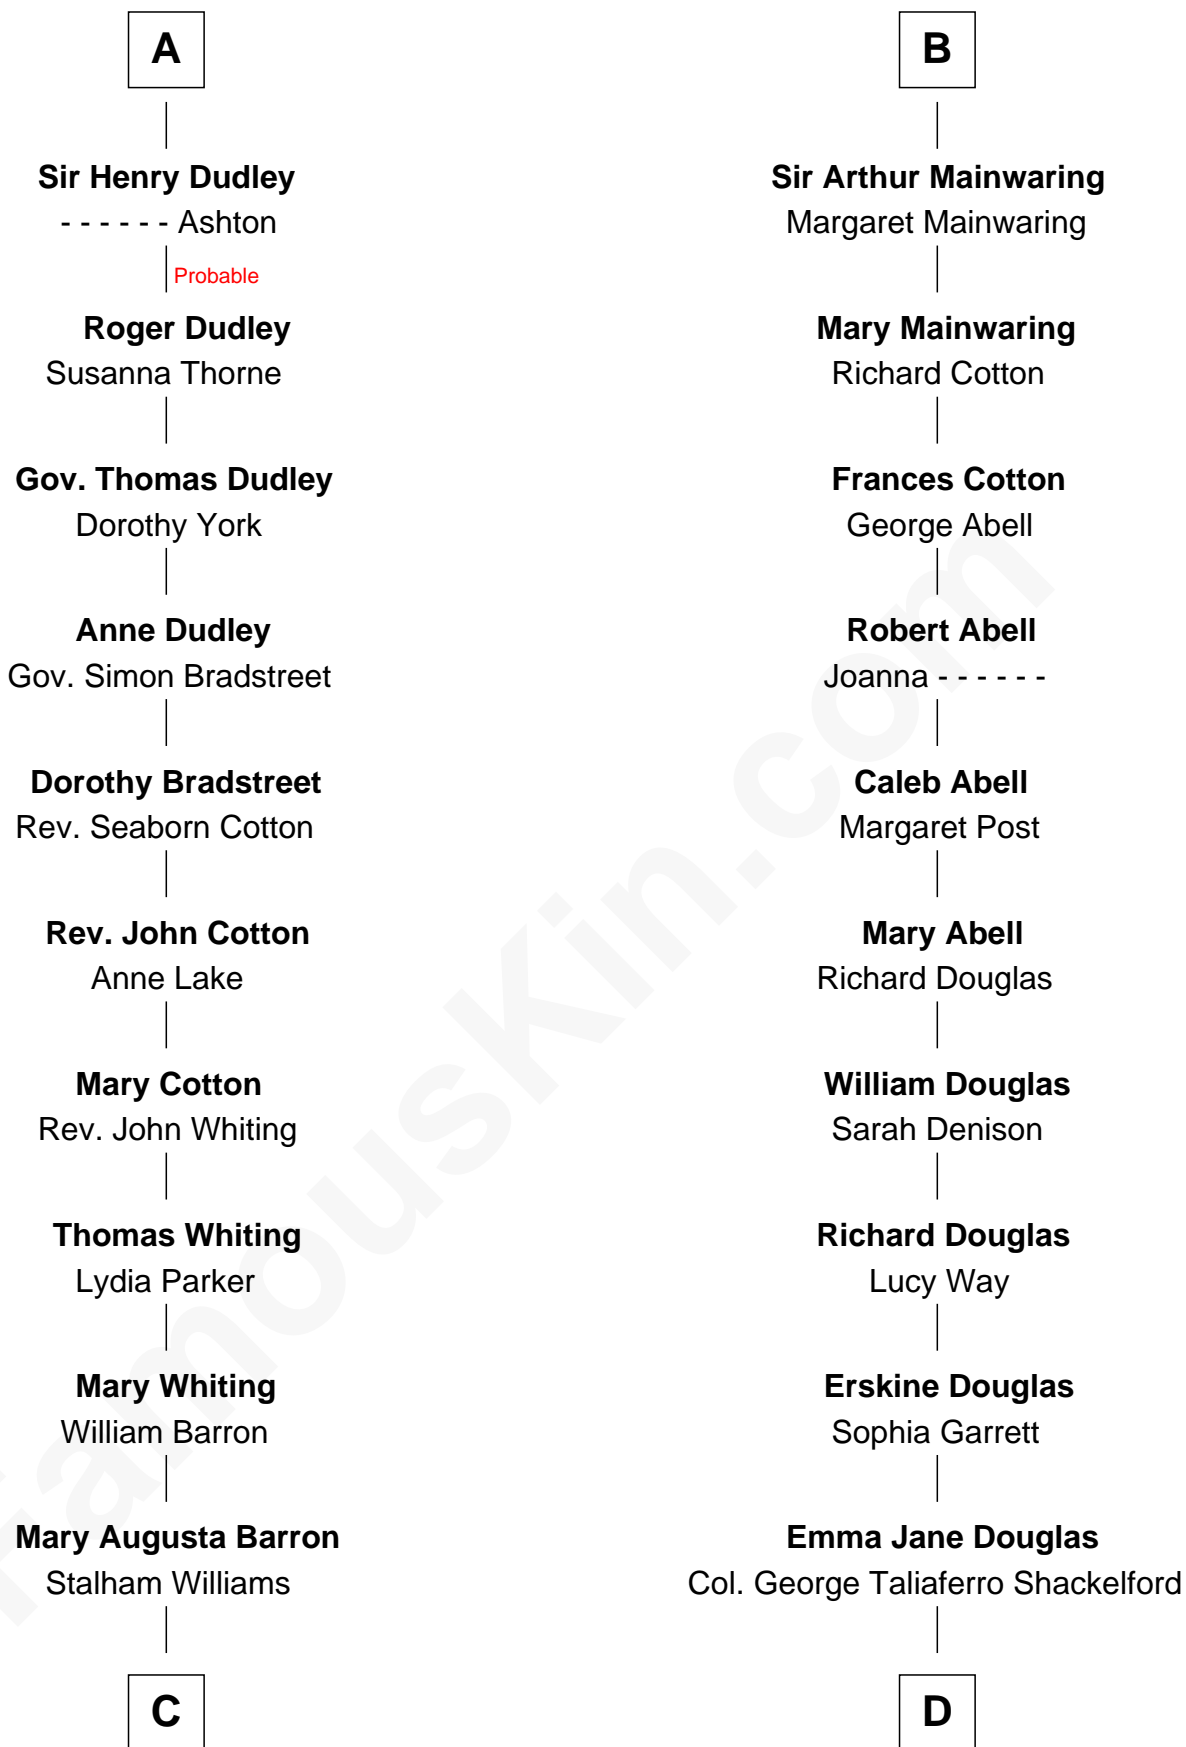 A
Sir Henry Dudley
- - - - - - Ashton
Probable
Roger Dudley
Susanna Thorne
Gov. Thomas Dudley
Dorothy York
Anne Dudley
Gov. Simon Bradstreet
Dorothy Bradstreet
Rev. Seaborn Cotton
Rev. John Cotton
Anne Lake
Mary Cotton
Rev. John Whiting
Thomas Whiting
Lydia Parker
Mary Whiting
William Barron
Mary Augusta Barron
Stalham Williams
C
B
Sir Arthur Mainwaring
Margaret Mainwaring
Mary Mainwaring
Richard Cotton
Frances Cotton
George Abell
Robert Abell
Joanna - - - - - -
Caleb Abell
Margaret Post
Mary Abell
Richard Douglas
William Douglas
Sarah Denison
Richard Douglas
Lucy Way
Erskine Douglas
Sophia Garrett
Emma Jane Douglas
Col. George Taliaferro Shackelford
D
FamousKin.com